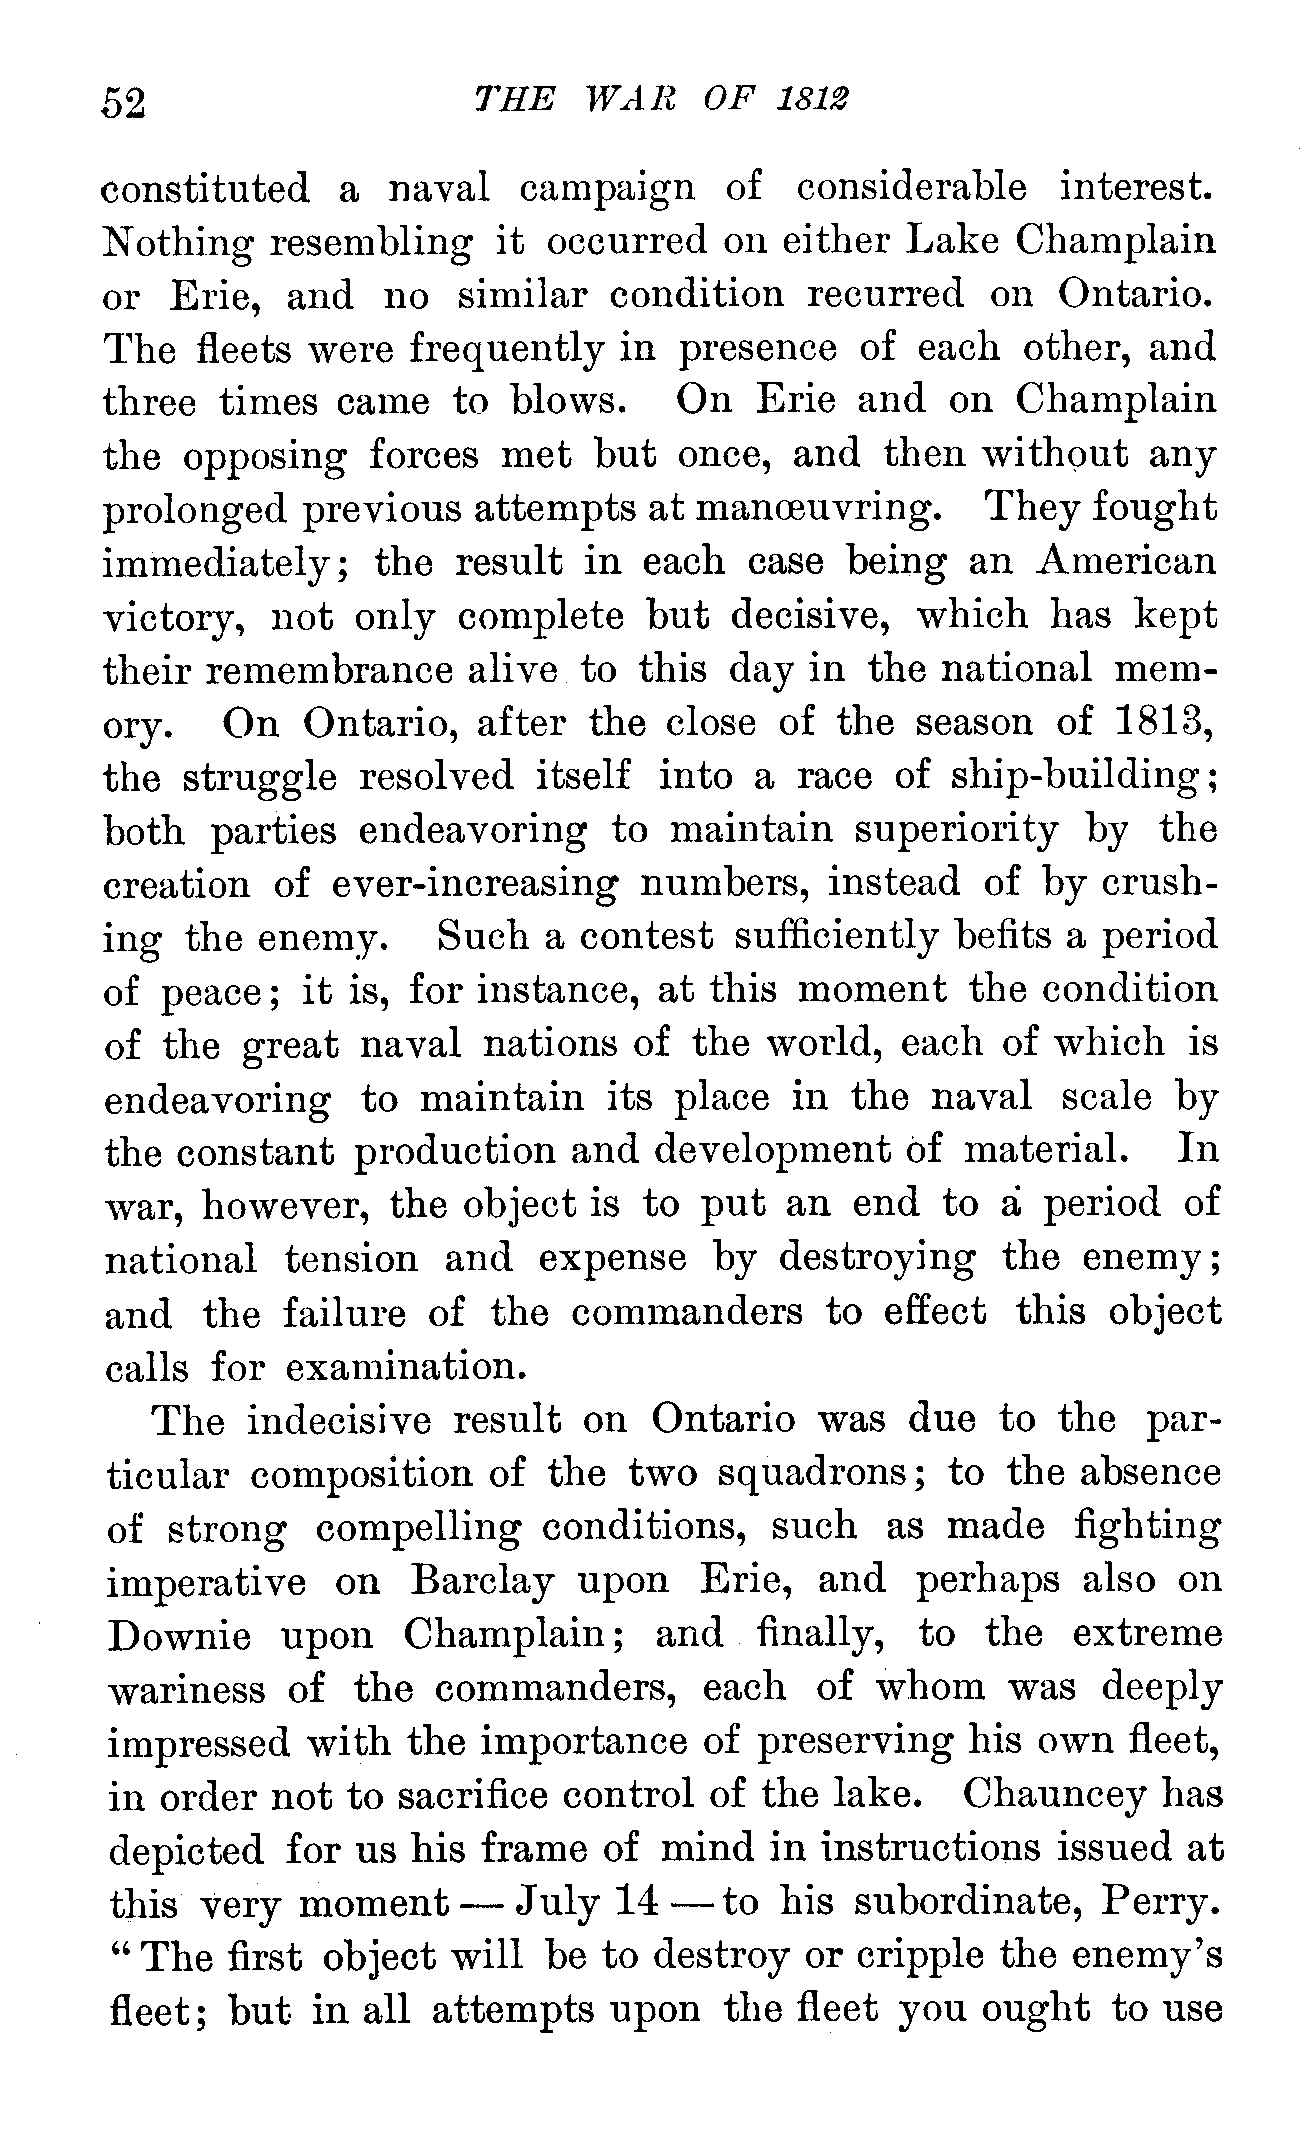 52 THE WAR OF 1812
constituted a naval campaign of considerable interest.
Nothing resembling it occurred on either Lake Champlain
or Erie, and no similar condition recurred on Ontario.
The fleets were frequently in presence of each other, and
three times came to blows. On Erie and on Champlain
the opposing forces met but once, and then without any
prolonged previous attempts at manœuvring. They fought
immediately; the result in each case being an American
victory, not only complete but decisive, which has kept
their remembrance alive to this day in the national mem-
ory. On Ontario, after the close of the season of 1813,
the struggle resolved itself into a race of ship-building;
both parties endeavoring to maintain superiority by the
creation of ever-increasing numbers, instead of by crush-
ing the enemy. Such a contest sufficiently befits a period
of peace; it is, for instance, at this moment the condition
of the great naval nations of the world, each of which is
endeavoring to maintain its place in the naval scale by
the constant production and development of material. In
war, however, the object is to put an end to a period of
national tension and expense by destroying the enemy;
and the failure of the commanders to effect this object
calls for examination.
The indecisive result on Ontario was due to the par-
ticular composition of the two squadrons; to the absence
of strong compelling conditions, such as made fighting
imperative on Barclay upon Erie, and perhaps also on
Downie upon Champlain; and finally, to the extreme
wariness of the commanders, each of whom was deeply
impressed with the importance of preserving his own fleet,
in order not to sacrifice control of the lake. Chauncey has
depicted for us his frame of mind in instructions issued at
this very moment — July 14 — to his subordinate, Perry.
“The first object will be to destroy or cripple the enemy’s
fleet; but in all attempts upon the fleet you ought to use